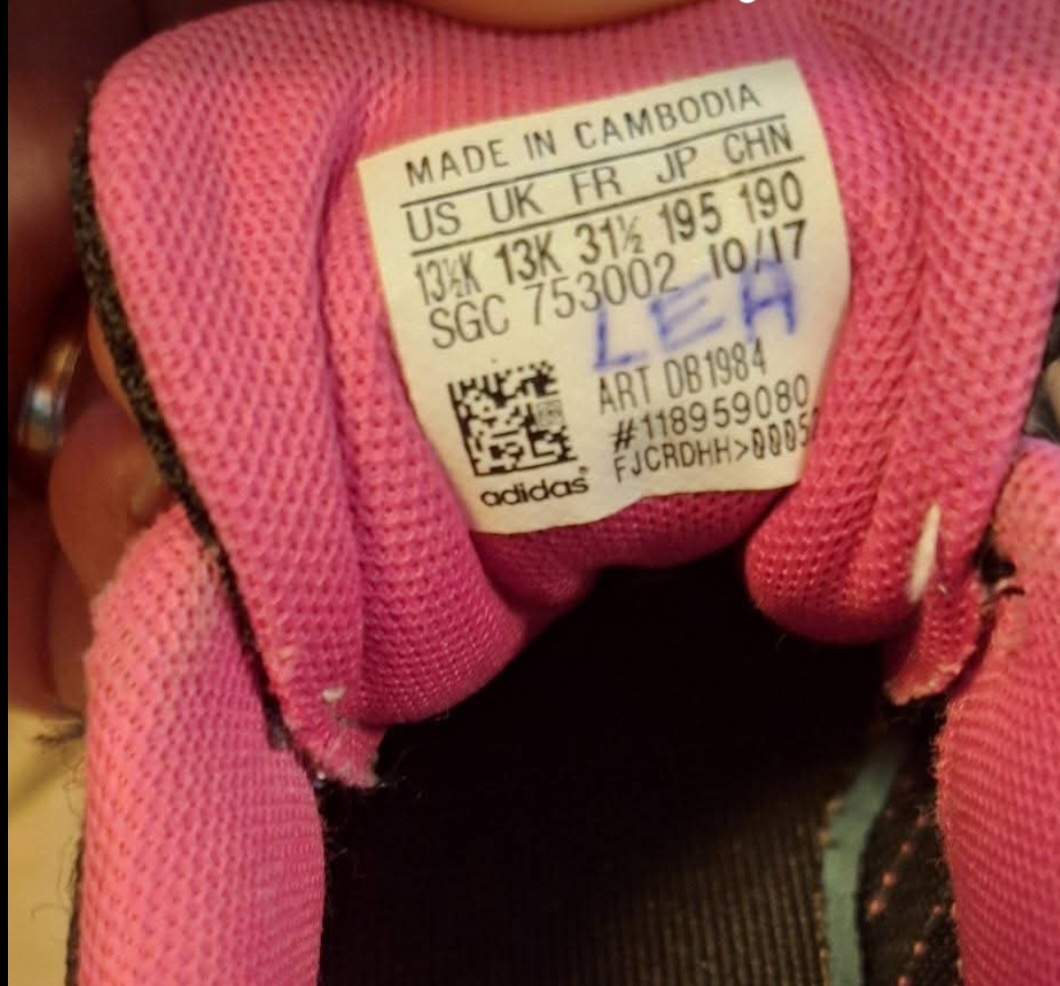 MADE IN CAMBODIA
US UK FR JP CHN
13½K 13K 31½ 195 190
SGC 753002 10/17
LEA
ART DB1984
#118959080
FJCRDHH>0005
adidas